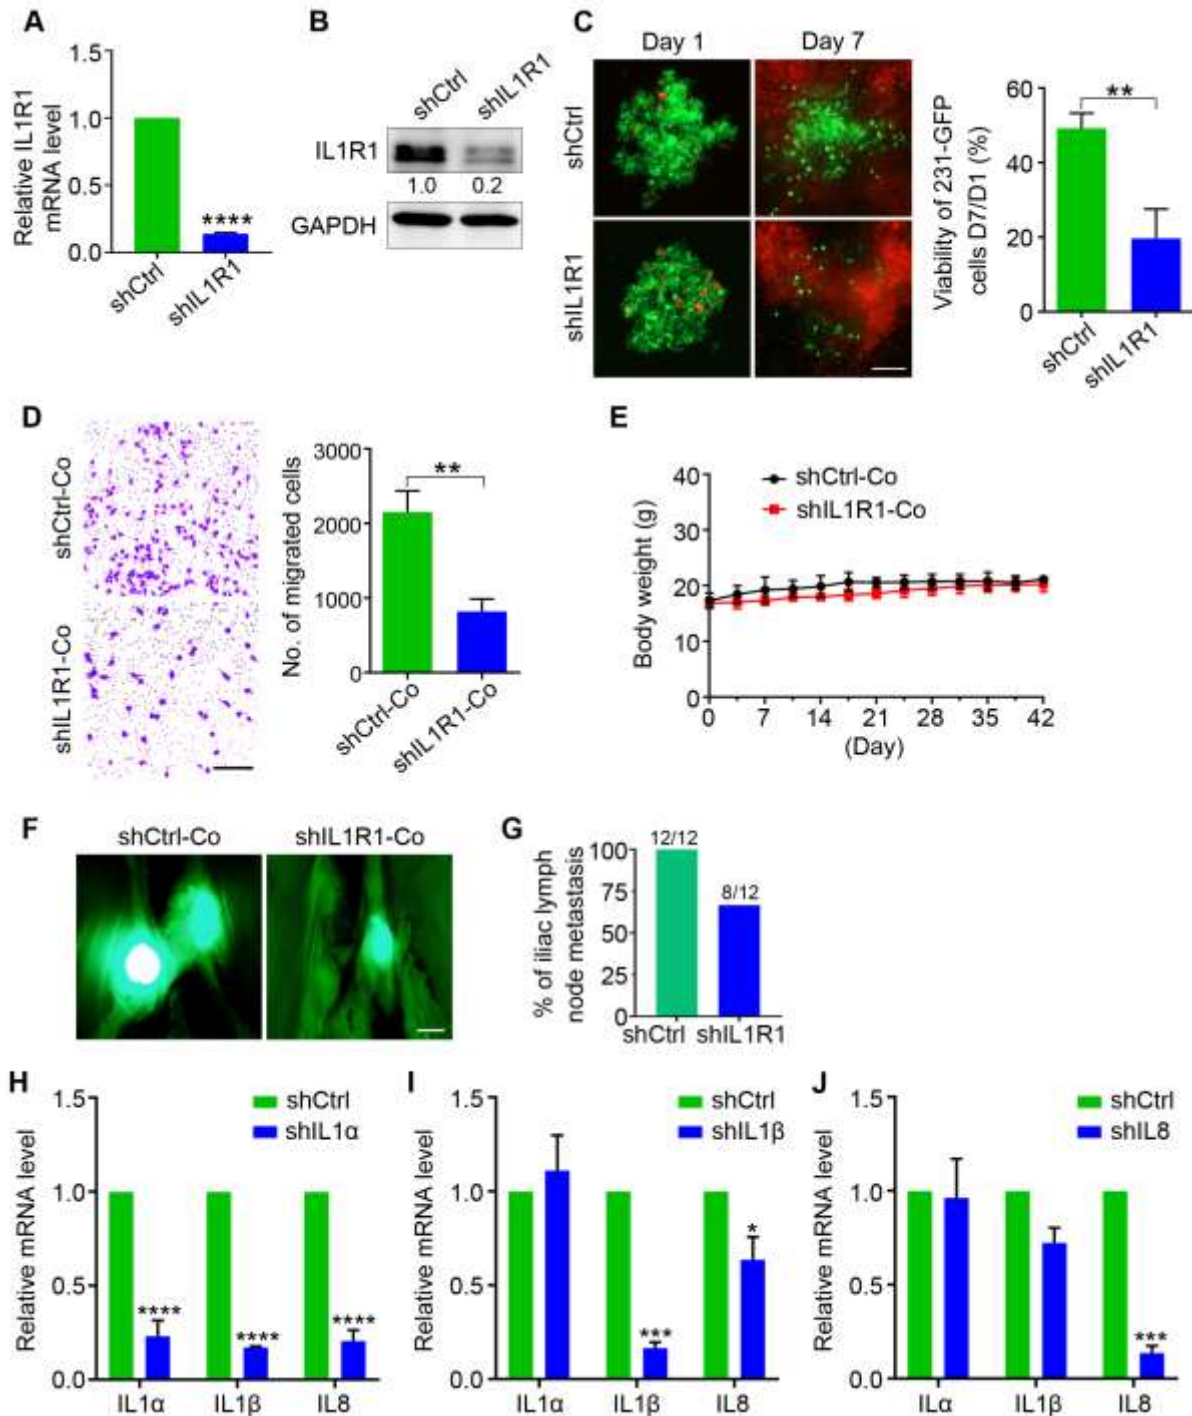 A
Relative IL1R1
mRNA level
1.5
1.0
0.5
0.0
****
shCtrl
shIL1R1
B
shCtrl
shIL1R1
IL1R1
1.0
0.2
GAPDH
C
Day 1
Day 7
shCtrl
shIL1R1
Viability of 231-GFP
cells D7/D1 (%)
60
40
20
0
**
shCtrl
shIL1R1
D
shCtrl-Co
shIL1R1-Co
No. of migrated cells
3000
2000
1000
0
**
shCtrl-Co
shIL1R1-Co
E
Body weight (g)
40
30
20
10
0
shCtrl-Co
shIL1R1-Co
0 7 14 21 28 35 42
(Day)
F
shCtrl-Co
shIL1R1-Co
G
% of iliac lymph
node metastasis
100
75
50
25
0
12/12
8/12
shCtrl
shIL1R1
H
Relative mRNA level
1.5
1.0
0.5
0.0
shCtrl
shIL1α
****
****
****
IL1α IL1β IL8
I
Relative mRNA level
1.5
1.0
0.5
0.0
shCtrl
shIL1β
***
*
IL1α IL1β IL8
J
Relative mRNA level
1.5
1.0
0.5
0.0
shCtrl
shIL8
***
ILα IL1β IL8